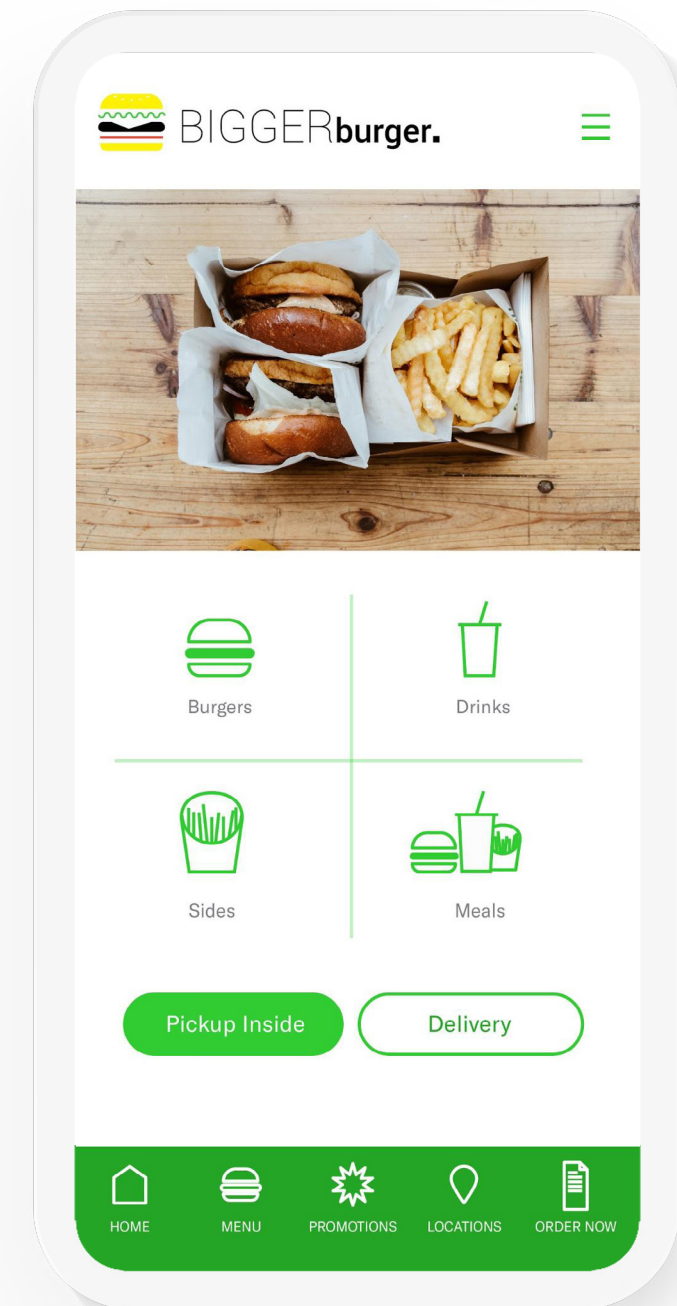 BIGGERburger.
Burgers
Drinks
Sides
Meals
Pickup Inside
Delivery
HOME
MENU
PROMOTIONS
LOCATIONS
ORDER NOW